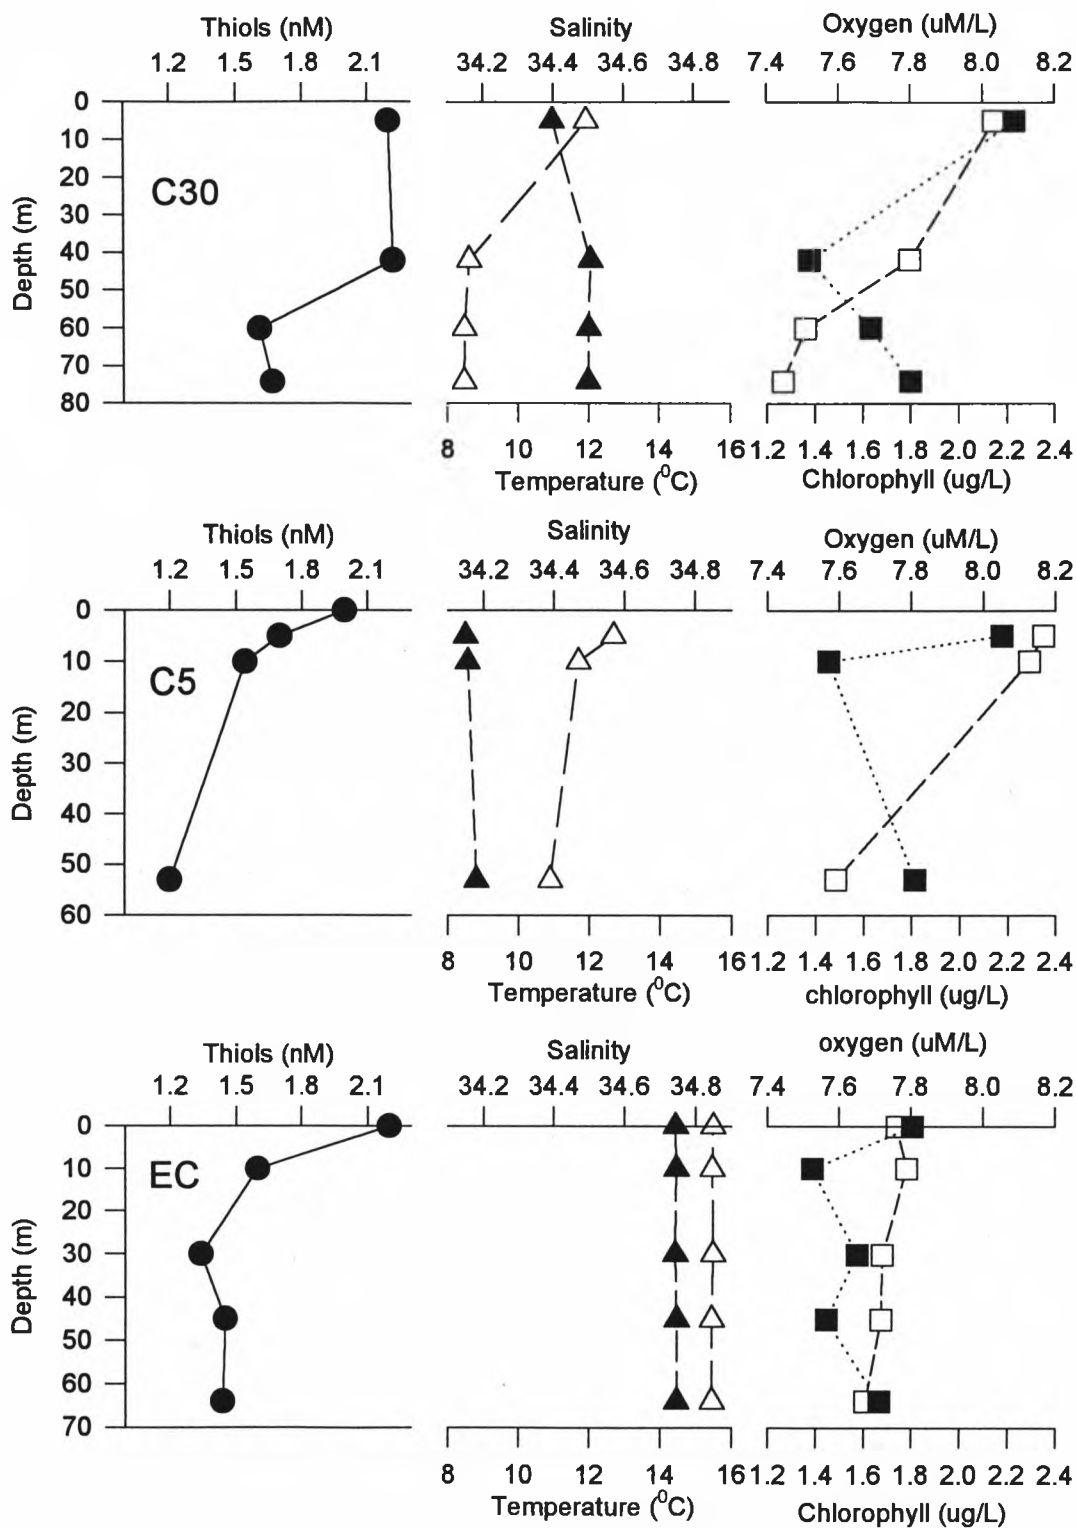 Thiols (nM) Salinity Oxygen (uM/L)
1.2 1.5 1.8 2.1 34.2 34.4 34.6 34.8 7.4 7.6 7.8 8.0 8.2
0
10
20
30
40
50
60
70
80
Depth (m)
C30
8 10 12 14 16 1.2 1.4 1.6 1.8 2.0 2.2 2.4
Temperature (⁰C) Chlorophyll (ug/L)
Thiols (nM) Salinity Oxygen (uM/L)
1.2 1.5 1.8 2.1 34.2 34.4 34.6 34.8 7.4 7.6 7.8 8.0 8.2
0
10
20
30
40
50
60
Depth (m)
C5
8 10 12 14 16 1.2 1.4 1.6 1.8 2.0 2.2 2.4
Temperature (⁰C) chlorophyll (ug/L)
Thiols (nM) Salinity oxygen (uM/L)
1.2 1.5 1.8 2.1 34.2 34.4 34.6 34.8 7.4 7.6 7.8 8.0 8.2
0
10
20
30
40
50
60
70
Depth (m)
EC
8 10 12 14 16 1.2 1.4 1.6 1.8 2.0 2.2 2.4
Temperature (⁰C) Chlorophyll (ug/L)